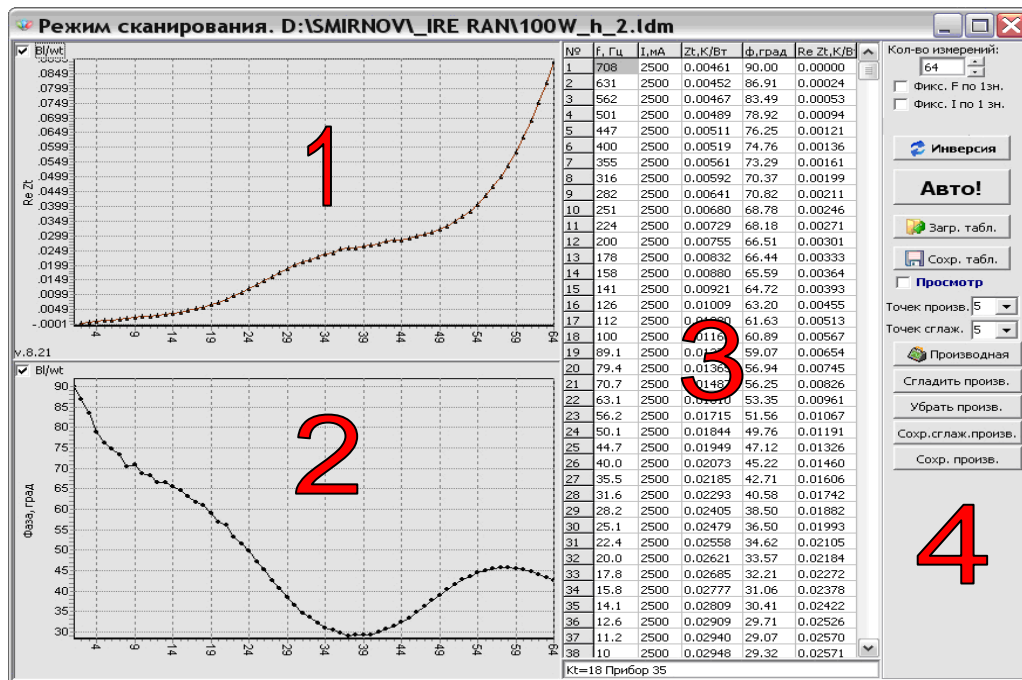 Режим сканирования. D:\SMIRNOV\_IRE RAN\100W_h_2.ldm
Bl/wt
.0849
.0799
.0749
.0699
.0649
.0599
.0549
.0499
.0449
.0399
.0349
.0299
.0249
.0199
.0149
.0099
.0049
-.0001
Re Zt
4 9 14 19 24 29 34 39 44 49 54 59 64
v.8.21
1
Bl/wt
90
85
80
75
70
65
60
55
50
45
40
35
30
Фаза, град
4 9 14 19 24 29 34 39 44 49 54 59 64
2
№ f, Гц I,мА Zt,К/Вт ф,град Re Zt,К/В
1 708 2500 0.00461 90.00 0.00000
2 631 2500 0.00452 86.91 0.00024
3 562 2500 0.00467 83.49 0.00053
4 501 2500 0.00489 78.92 0.00094
5 447 2500 0.00511 76.25 0.00121
6 400 2500 0.00519 74.76 0.00136
7 355 2500 0.00561 73.29 0.00161
8 316 2500 0.00592 70.37 0.00199
9 282 2500 0.00641 70.82 0.00211
10 251 2500 0.00680 68.78 0.00246
11 224 2500 0.00729 68.18 0.00271
12 200 2500 0.00755 66.51 0.00301
13 178 2500 0.00832 66.44 0.00333
14 158 2500 0.00880 65.59 0.00364
15 141 2500 0.00921 64.72 0.00393
16 126 2500 0.01009 63.20 0.00455
17 112 2500 61.63 0.00513
18 100 2500 60.89 0.00567
19 89.1 2500 59.07 0.00654
20 79.4 2500 0.01365 56.94 0.00745
21 70.7 2500 0.01487 56.25 0.00826
22 63.1 2500 53.35 0.00961
23 56.2 2500 0.01715 51.56 0.01067
24 50.1 2500 0.01844 49.76 0.01191
25 44.7 2500 0.01949 47.12 0.01326
26 40.0 2500 0.02073 45.22 0.01460
27 35.5 2500 0.02185 42.71 0.01606
28 31.6 2500 0.02293 40.58 0.01742
29 28.2 2500 0.02405 38.50 0.01882
30 25.1 2500 0.02479 36.50 0.01993
31 22.4 2500 0.02558 34.62 0.02105
32 20.0 2500 0.02621 33.57 0.02184
33 17.8 2500 0.02685 32.21 0.02272
34 15.8 2500 0.02777 31.06 0.02378
35 14.1 2500 0.02809 30.41 0.02422
36 12.6 2500 0.02909 29.71 0.02526
37 11.2 2500 0.02940 29.07 0.02570
38 10 2500 0.02948 29.32 0.02571
Kt=18 Прибор 35
3
Кол-во измерений:
64
Фикс. F по 1зн.
Фикс. I по 1 зн.
Инверсия
Авто!
Загр. табл.
Сохр. табл.
Просмотр
Точек произв. 5
Точек сглаж. 5
Производная
Сгладить произв.
Убрать произв.
Сохр.сглаж.произв.
Сохр. произв.
4